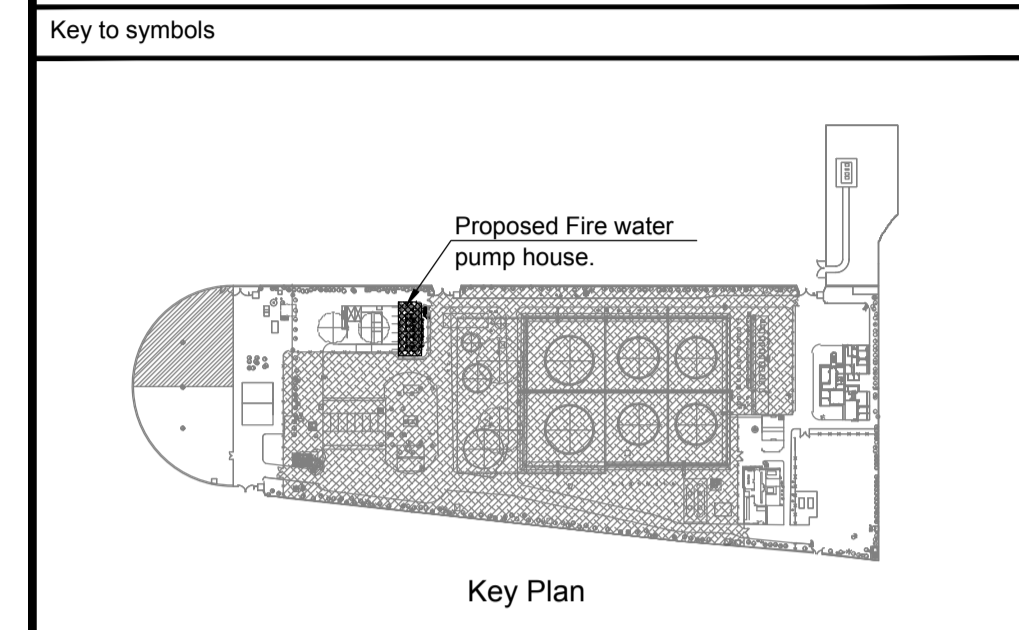 Key to symbols
Proposed Fire water
pump house.
Key Plan